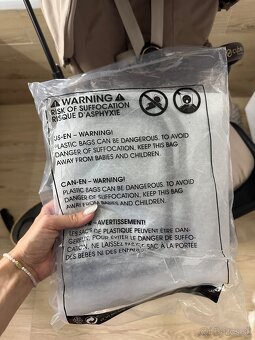 WARNING
RISK OF SUFFOCATION
RISQUE D'ASPHYXIE
US-EN – WARNING!
PLASTIC BAGS CAN BE DANGEROUS. TO AVOID
DANGER OF SUFFOCATION, KEEP THIS BAG
AWAY FROM BABIES AND CHILDREN.
CAN-EN – WARNING!
PLASTIC BAGS CAN BE DANGEROUS. TO AVOID
DANGER OF SUFFOCATION, KEEP THIS BAG
AWAY FROM BABIES AND CHILDREN.
–AVERTISSEMENT!
LES SACS DE PLASTIQUE PEUVENT ÊTRE DAN-
GEREUX. POUR EVITER LE DANGER DE SUFFO-
CATION, NE LAISSEZ PAS CE SAC À LA PORTÉE
DES BEBES NI DES ENFANTS.